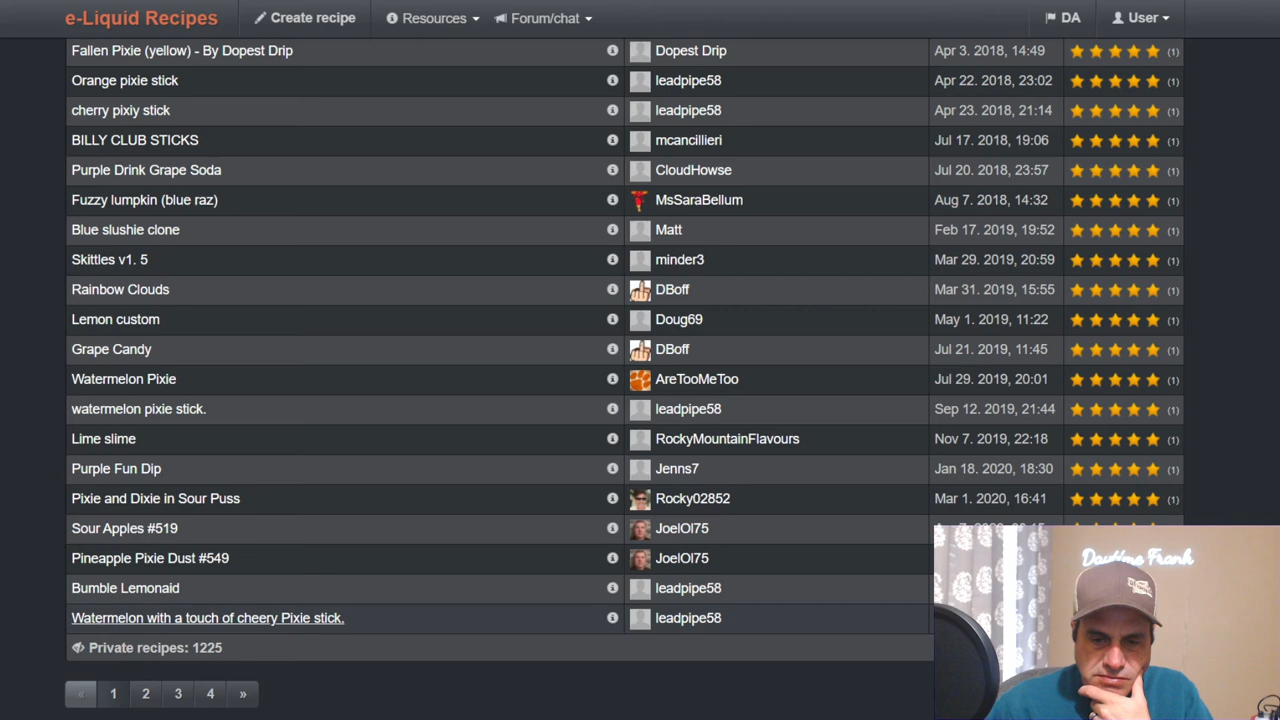 e-Liquid Recipes Create recipe Resources Forum/chat DA User
Fallen Pixie (yellow) - By Dopest Drip Dopest Drip Apr 3. 2018, 14:49 (1)
Orange pixie stick leadpipe58 Apr 22. 2018, 23:02 (1)
cherry pixiy stick leadpipe58 Apr 23. 2018, 21:14 (1)
BILLY CLUB STICKS mcancillieri Jul 17. 2018, 19:06 (1)
Purple Drink Grape Soda CloudHowse Jul 20. 2018, 23:57 (1)
Fuzzy lumpkin (blue raz) MsSaraBellum Aug 7. 2018, 14:32 (1)
Blue slushie clone Matt Feb 17. 2019, 19:52 (1)
Skittles v1. 5 minder3 Mar 29. 2019, 20:59 (1)
Rainbow Clouds DBoff Mar 31. 2019, 15:55 (1)
Lemon custom Doug69 May 1. 2019, 11:22 (1)
Grape Candy DBoff Jul 21. 2019, 11:45 (1)
Watermelon Pixie AreTooMeToo Jul 29. 2019, 20:01 (1)
watermelon pixie stick. leadpipe58 Sep 12. 2019, 21:44 (1)
Lime slime RockyMountainFlavours Nov 7. 2019, 22:18 (1)
Purple Fun Dip Jenns7 Jan 18. 2020, 18:30 (1)
Pixie and Dixie in Sour Puss Rocky02852 Mar 1. 2020, 16:41 (1)
Sour Apples #519 JoelOl75
Pineapple Pixie Dust #549 JoelOl75
Bumble Lemonaid leadpipe58
Watermelon with a touch of cheery Pixie stick. leadpipe58
Private recipes: 1225
« 1 2 3 4 »
Daytime Frank